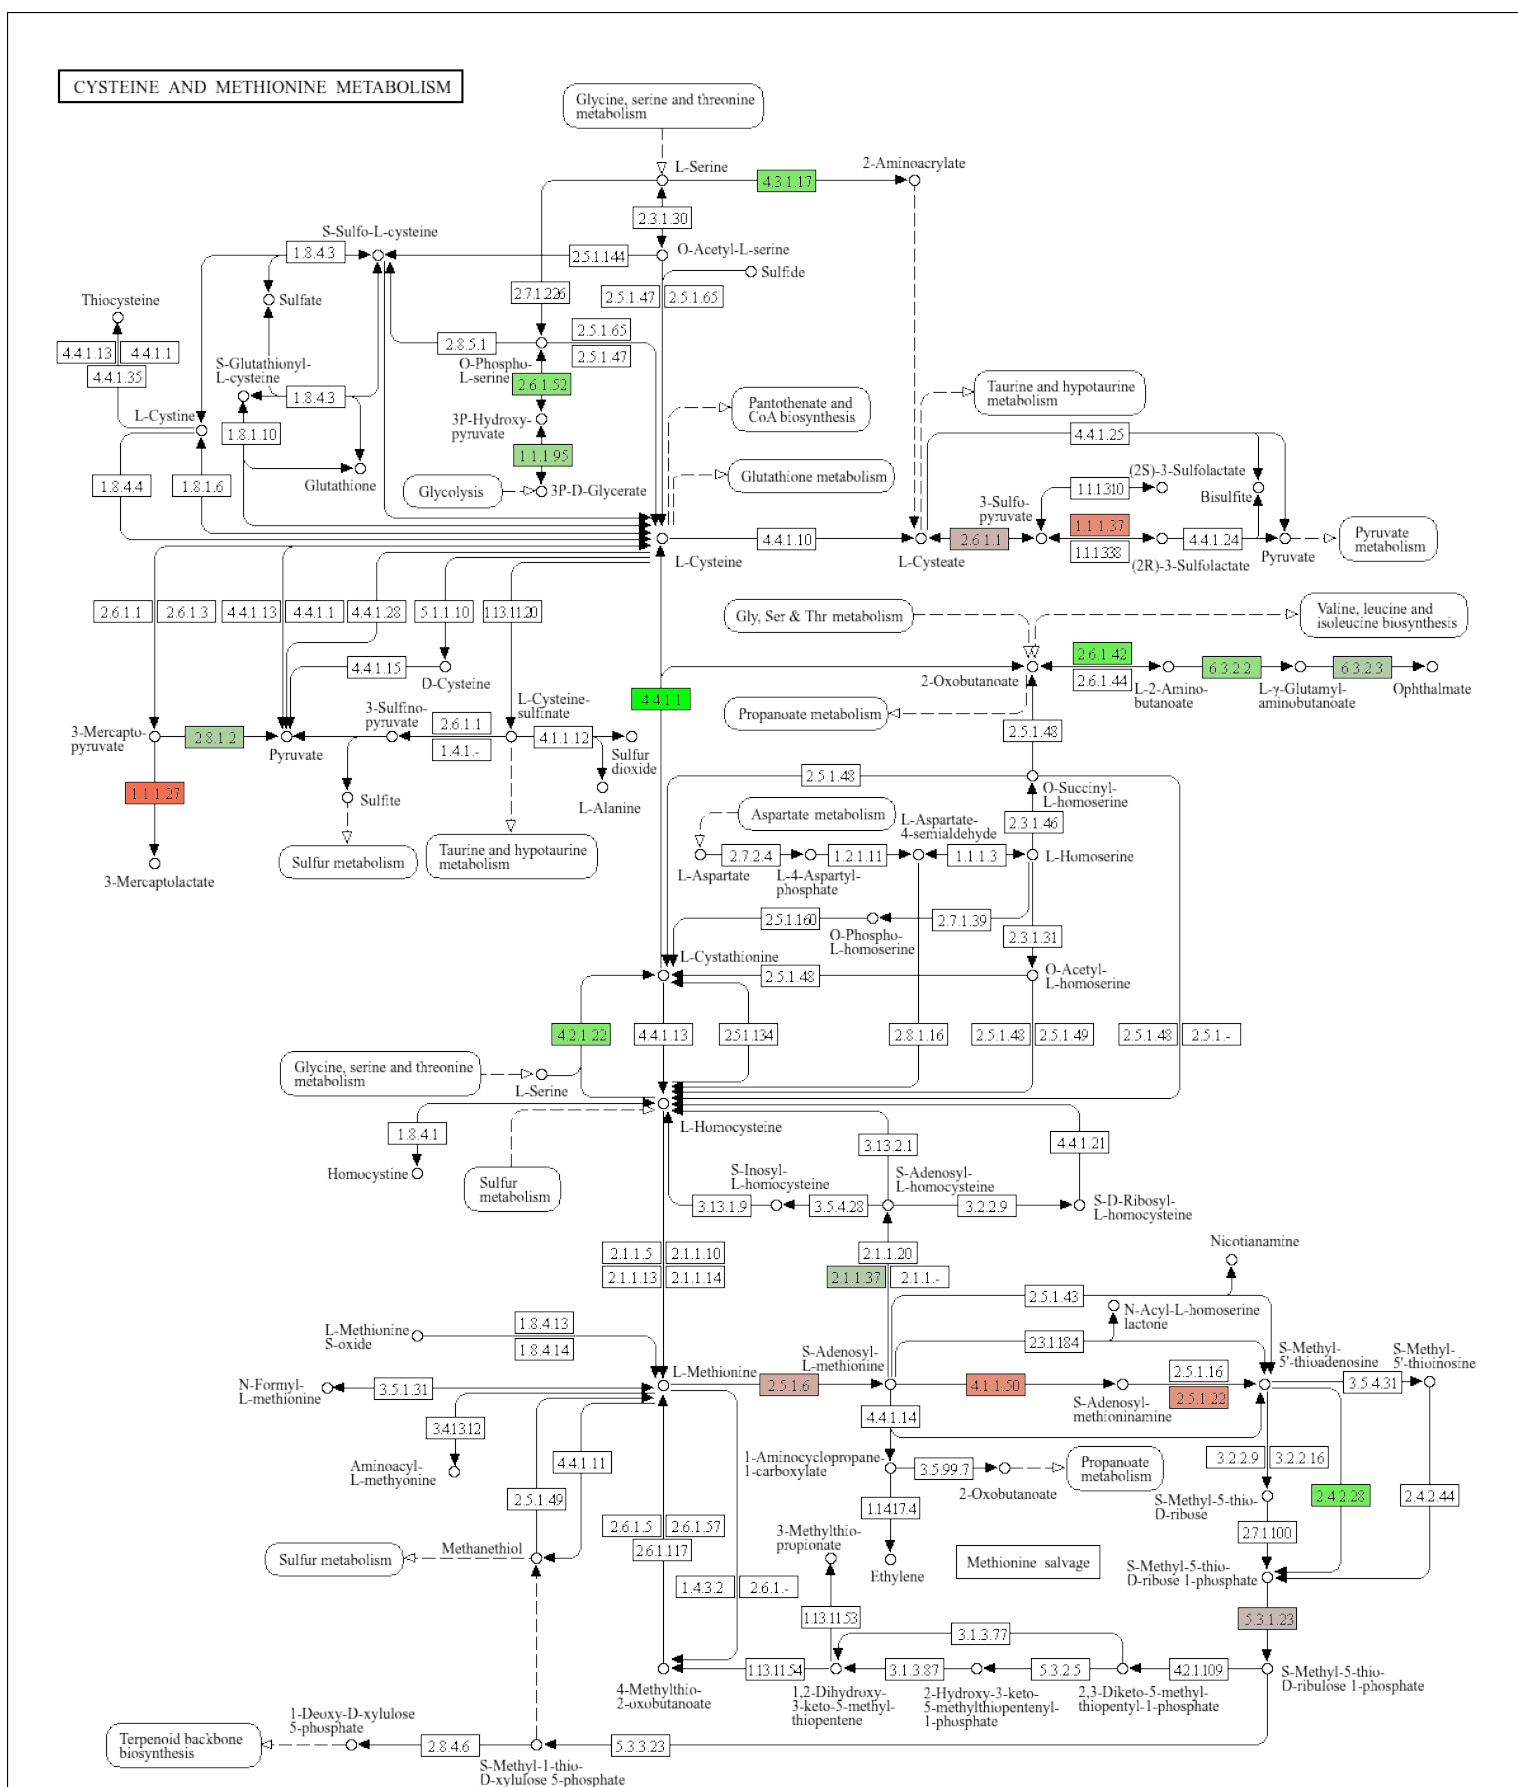 CYSTEINE AND METHIONINE METABOLISM
Glycine, serine and threonine
metabolism
L-Serine
4.3.1.17
2-Aminoacrylate
2.3.1.30
S-Sulfo-L-cysteine
1.8.4.3
2.5.1.144
O-Acetyl-L-serine
Sulfide
Thiocysteine
Sulfate
2.7.1.226
2.5.1.47
2.5.1.65
4.4.1.13
4.4.1.1
4.4.1.35
S-Glutathionyl-
L-cysteine
2.8.5.1
2.5.1.65
2.5.1.47
O-Phospho-
L-serine
2.6.1.52
1.8.4.3
L-Cystine
1.8.1.10
3P-Hydroxy-
pyruvate
1.1.1.95
Pantothenate and
CoA biosynthesis
Taurine and hypotaurine
metabolism
4.4.1.25
1.8.4.4
1.8.1.6
Glutathione
Glycolysis
3P-D-Glycerate
Glutathione metabolism
(2S)-3-Sulfolactate
1.1.1.310
Bisulfite
3-Sulfo-
pyruvate
1.1.1.37
L-Cysteine
4.4.1.10
L-Cysteate
2.6.1.1
1.1.1.338
(2R)-3-Sulfolactate
4.4.1.24
Pyruvate
Pyruvate
metabolism
2.6.1.1
2.6.1.3
4.4.1.13
4.4.1.1
4.4.1.28
5.1.1.10
1.13.11.20
Gly, Ser & Thr metabolism
Valine, leucine and
isoleucine biosynthesis
4.4.1.15
D-Cysteine
2-Oxobutanoate
2.6.1.42
2.6.1.44
L-2-Amino-
butanoate
6.3.2.2
L-γ-Glutamyl-
aminobutanoate
6.3.2.3
Ophthalmate
4.4.1.1
Propanoate metabolism
3-Mercapto-
pyruvate
2.8.1.2
Pyruvate
3-Sulfino-
pyruvate
2.6.1.1
1.4.1.-
L-Cysteine-
sulfinate
4.1.1.12
Sulfur
dioxide
2.5.1.48
1.1.1.27
Sulfite
L-Alanine
2.5.1.48
O-Succinyl-
L-homoserine
Sulfur metabolism
Taurine and hypotaurine
metabolism
3-Mercaptolactate
Aspartate metabolism
L-Aspartate-
4-semialdehyde
2.3.1.46
L-Aspartate
2.7.2.4
L-4-Aspartyl-
phosphate
1.2.1.11
1.1.1.3
L-Homoserine
2.5.1.160
O-Phospho-
L-homoserine
2.7.1.39
2.3.1.31
L-Cystathionine
2.5.1.48
O-Acetyl-
L-homoserine
4.2.1.22
4.4.1.13
2.5.1.134
2.8.1.16
2.5.1.48
2.5.1.49
2.5.1.48
2.5.1.-
Glycine, serine and threonine
metabolism
L-Serine
L-Homocysteine
1.8.4.1
Homocystine
Sulfur
metabolism
3.13.2.1
4.4.1.21
S-Inosyl-
L-homocysteine
S-Adenosyl-
L-homocysteine
3.13.1.9
3.5.4.28
3.2.2.9
S-D-Ribosyl-
L-homocysteine
2.1.1.5
2.1.1.10
2.1.1.13
2.1.1.14
2.1.1.20
2.1.1.37
2.1.1.-
Nicotianamine
2.5.1.43
N-Acyl-L-homoserine
lactone
L-Methionine
S-oxide
1.8.4.13
1.8.4.14
2.3.1.184
L-Methionine
S-Adenosyl-
L-methionine
S-Methyl-
5'-thioadenosine
S-Methyl-
5'-thioinosine
N-Formyl-
L-methionine
3.5.1.31
2.5.1.6
4.1.1.50
S-Adenosyl-
methioninamine
2.5.1.16
2.5.1.22
3.5.4.31
3.4.13.12
Aminoacyl-
L-methyonine
4.4.1.11
4.4.1.14
1-Aminocyclopropane-
1-carboxylate
3.5.99.7
2-Oxobutanoate
Propanoate
metabolism
3.2.2.9
3.2.2.16
2.5.1.49
S-Methyl-5-thio-
D-ribose
2.4.2.28
2.4.2.44
2.6.1.5
2.6.1.57
2.6.1.117
1.14.17.4
2.7.1.100
Sulfur metabolism
Methanethiol
3-Methylthio-
propionate
Ethylene
Methionine salvage
S-Methyl-5-thio-
D-ribose 1-phosphate
1.4.3.2
2.6.1.-
1.13.11.53
5.3.1.23
3.1.3.77
4-Methylthio-
2-oxobutanoate
1.13.11.54
1,2-Dihydroxy-
3-keto-5-methyl-
thiopentene
3.1.3.87
2-Hydroxy-3-keto-
5-methylthiopentenyl-
1-phosphate
5.3.2.5
2,3-Diketo-5-methyl-
thiopentyl-1-phosphate
4.2.1.109
S-Methyl-5-thio-
D-ribulose 1-phosphate
Terpenoid backbone
biosynthesis
1-Deoxy-D-xylulose
5-phosphate
2.8.4.6
S-Methyl-1-thio-
D-xylulose 5-phosphate
5.3.3.23